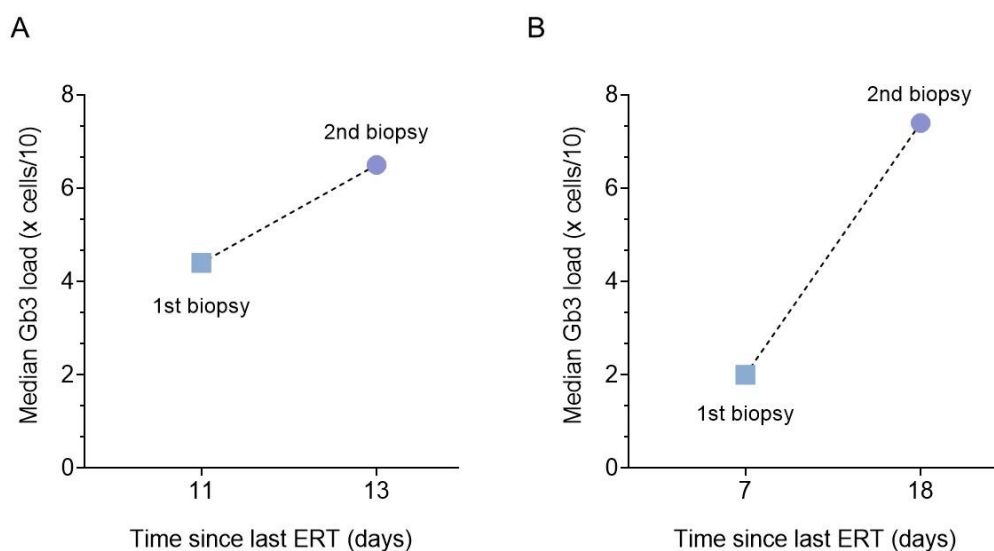 A
Median Gb3 load (x cells/10)
8
6
4
2
0
2nd biopsy
1st biopsy
11 13
Time since last ERT (days)
B
Median Gb3 load (x cells/10)
8
6
4
2
0
2nd biopsy
1st biopsy
7 18
Time since last ERT (days)